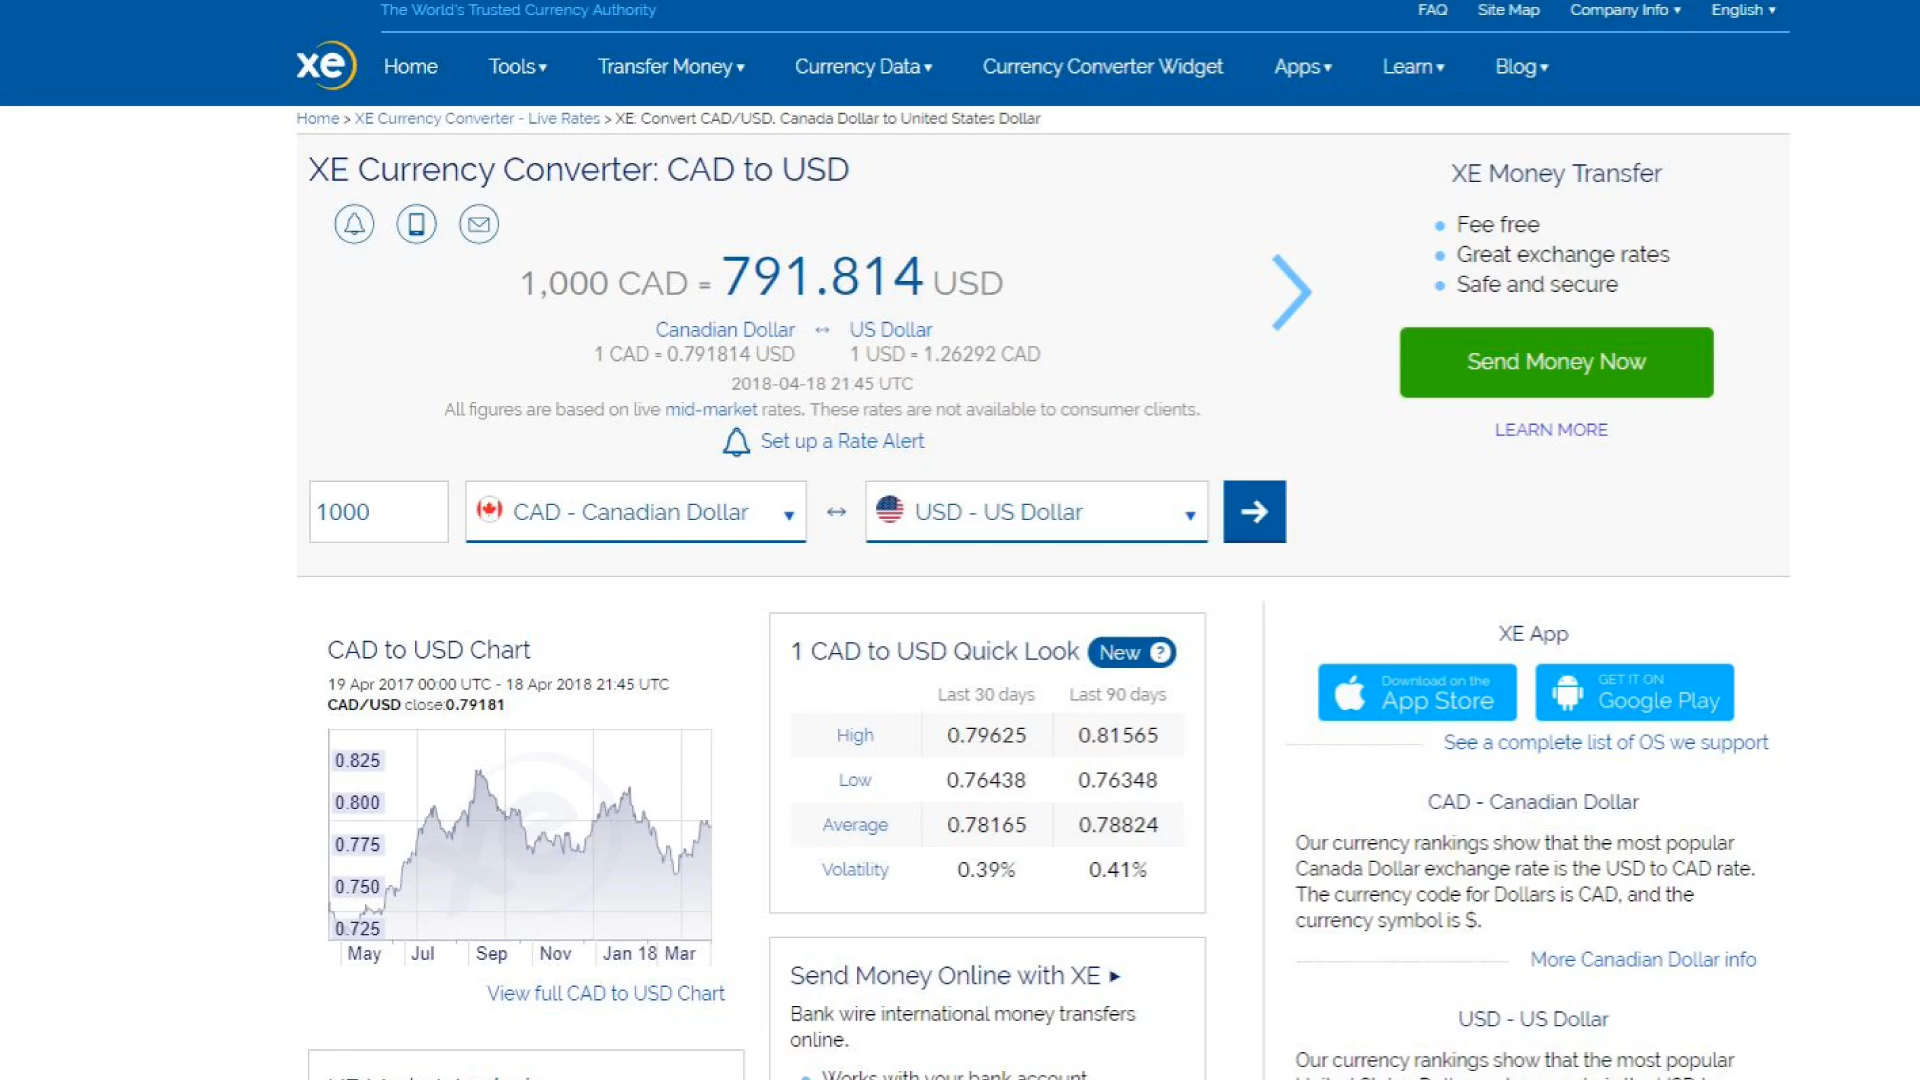 The World's Trusted Currency Authority
FAQ Site Map Company Info ▾ English ▾
xe Home Tools ▾ Transfer Money ▾ Currency Data ▾ Currency Converter Widget Apps ▾ Learn ▾ Blog ▾
Home > XE Currency Converter - Live Rates > XE: Convert CAD/USD. Canada Dollar to United States Dollar
XE Currency Converter: CAD to USD
1,000 CAD = 791.814 USD
Canadian Dollar ↔ US Dollar
1 CAD = 0.791814 USD 1 USD = 1.26292 CAD
2018-04-18 21:45 UTC
All figures are based on live mid-market rates. These rates are not available to consumer clients.
Set up a Rate Alert
1000 CAD - Canadian Dollar ↔ USD - US Dollar
XE Money Transfer
Fee free
Great exchange rates
Safe and secure
Send Money Now
LEARN MORE
CAD to USD Chart
19 Apr 2017 00:00 UTC - 18 Apr 2018 21:45 UTC
CAD/USD close:0.79181
0.825
0.800
0.775
0.750
0.725
May Jul Sep Nov Jan 18 Mar
View full CAD to USD Chart
1 CAD to USD Quick Look New ?
Last 30 days Last 90 days
High 0.79625 0.81565
Low 0.76438 0.76348
Average 0.78165 0.78824
Volatility 0.39% 0.41%
Send Money Online with XE ▸
Bank wire international money transfers
online.
Works with your bank account
XE App
Download on the
App Store
GET IT ON
Google Play
See a complete list of OS we support
CAD - Canadian Dollar
Our currency rankings show that the most popular
Canada Dollar exchange rate is the USD to CAD rate.
The currency code for Dollars is CAD, and the
currency symbol is $.
More Canadian Dollar info
USD - US Dollar
Our currency rankings show that the most popular